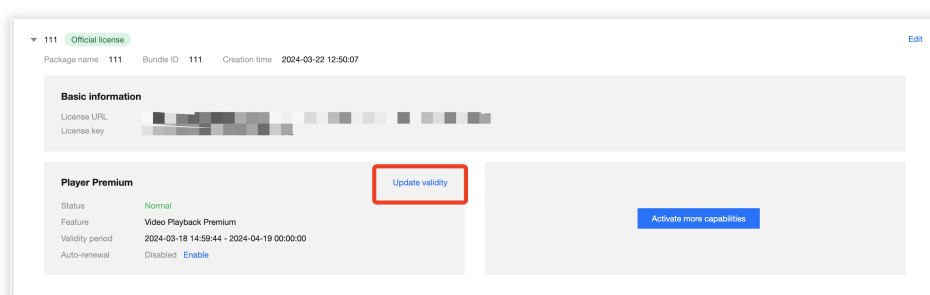 111 Official license Edit
Package name 111 Bundle ID 111 Creation time 2024-03-22 12:50:07
Basic information
License URL
License key
Player Premium Update validity
Status Normal
Feature Video Playback Premium
Validity period 2024-03-18 14:59:44 - 2024-04-19 00:00:00
Auto-renewal Disabled Enable
Activate more capabilities